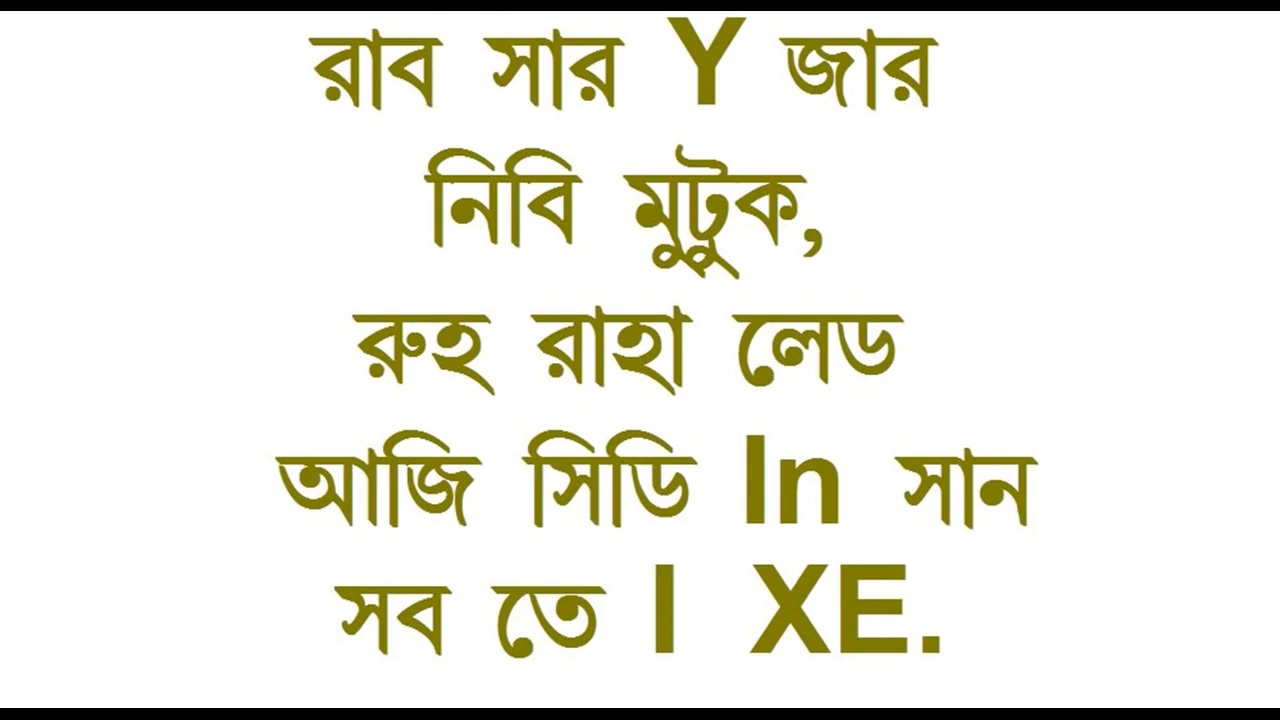 রাব সার Y জার
নিবি মুটুক,
রুহ রাহা লেড
আজি সিডি In সান
সব তে I XE.